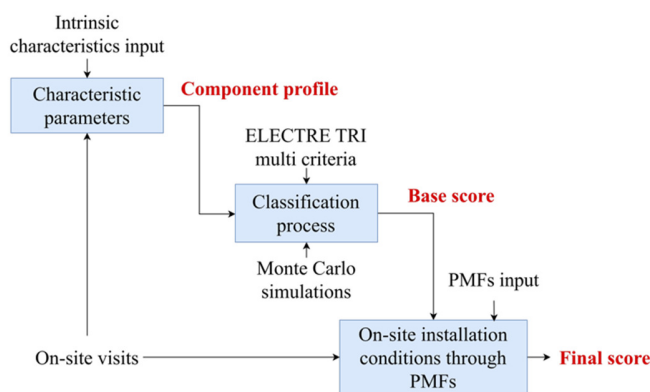 Intrinsic
characteristics input
Characteristic
parameters
Component profile
ELECTRE TRI
multi criteria
Classification
process
Base score
Monte Carlo
simulations
PMFs input
On-site visits
On-site installation
conditions through
PMFs
Final score